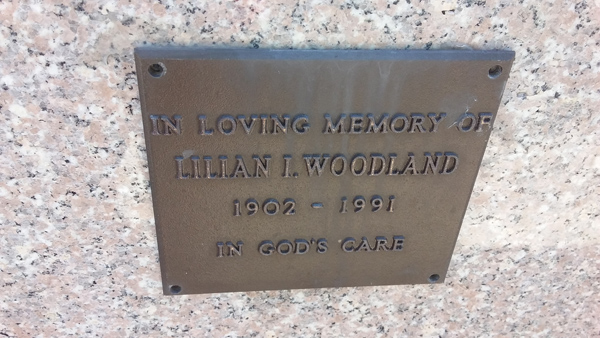 IN LOVING MEMORY OF
LILIAN I. WOODLAND
1902 - 1991
IN GOD'S CARE